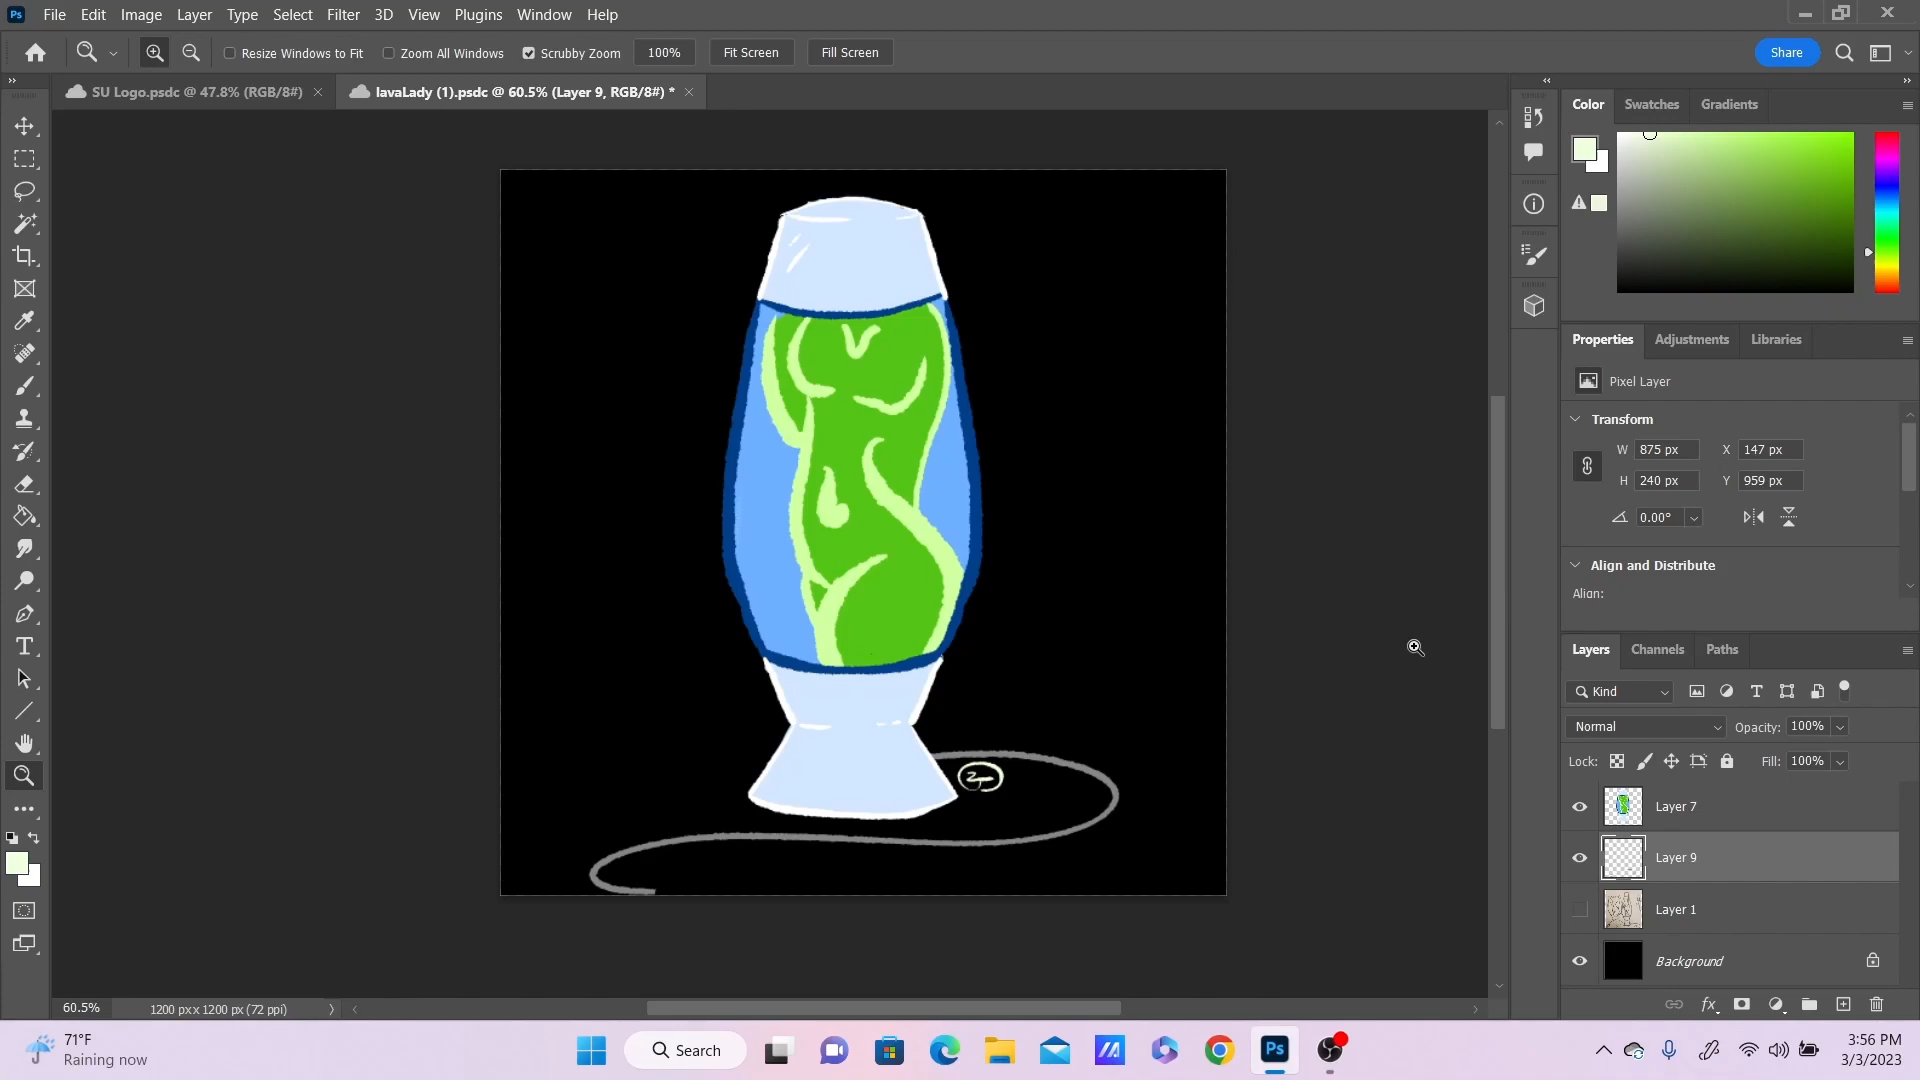 Ps File Edit Image Layer Type Select Filter 3D View Plugins Window Help
Resize Windows to Fit Zoom All Windows Scrubby Zoom 100% Fit Screen Fill Screen Share
SU Logo.psdc @ 47.8% (RGB/8#) lavaLady (1).psdc @ 60.5% (Layer 9, RGB/8#) *
Color Swatches Gradients
Properties Adjustments Libraries
Pixel Layer
Transform
W 875 px X 147 px
H 240 px Y 959 px
0.00°
Align and Distribute
Align:
Layers Channels Paths
Kind
Normal Opacity: 100%
Lock: Fill: 100%
Layer 7
Layer 9
Layer 1
Background
fx
60.5% 1200 px x 1200 px (72 ppi)
71°F
Raining now
Search
Ps
3:56 PM
3/3/2023